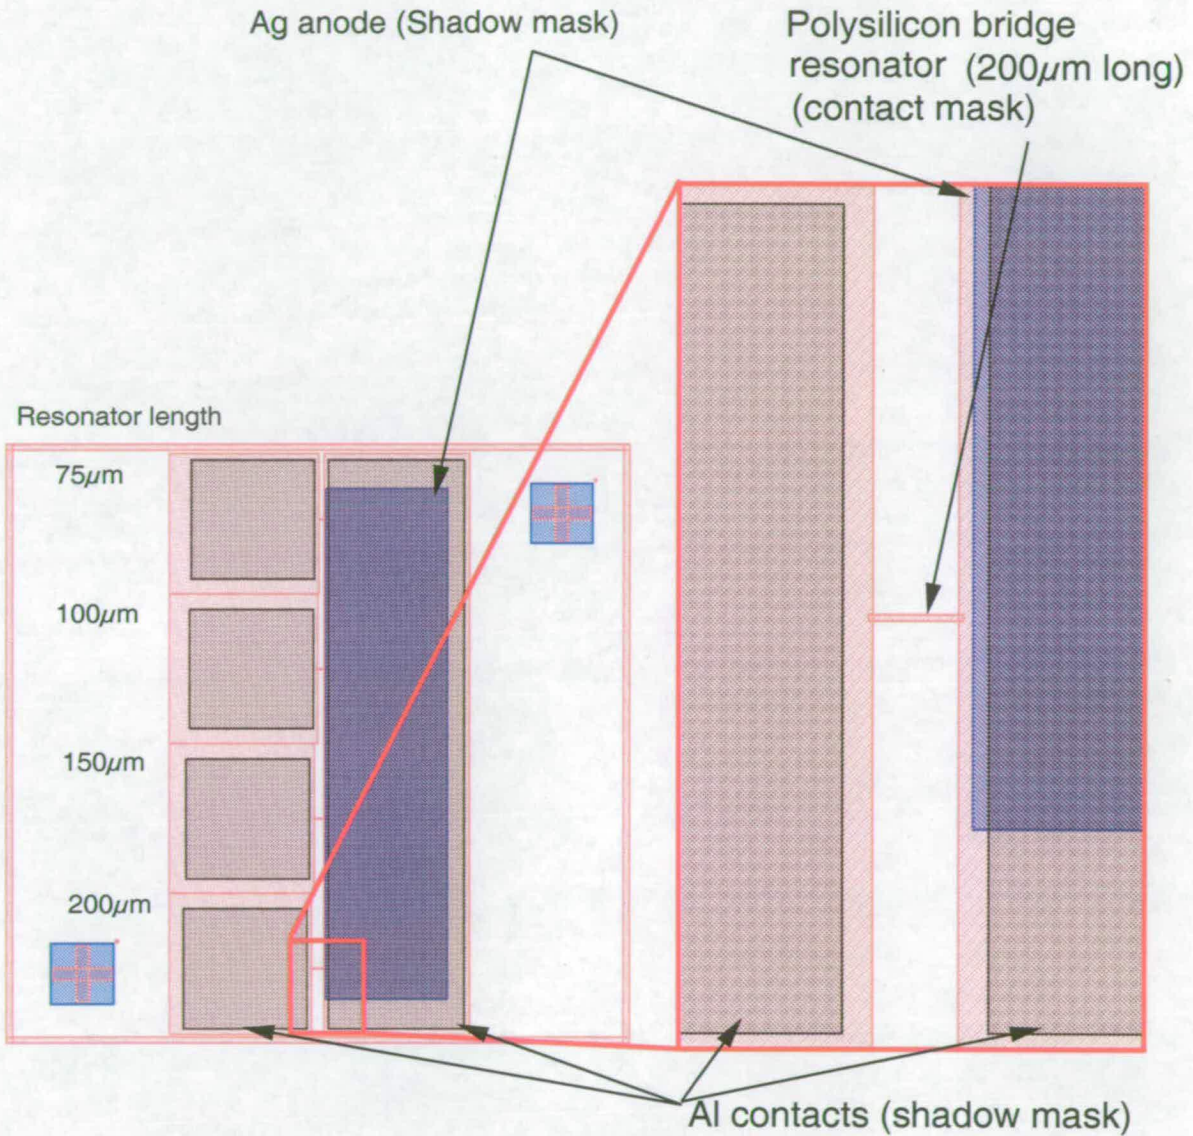 Ag anode (Shadow mask)
Polysilicon bridge
resonator (200µm long)
(contact mask)
Resonator length
75µm
100µm
150µm
200µm
Al contacts (shadow mask)